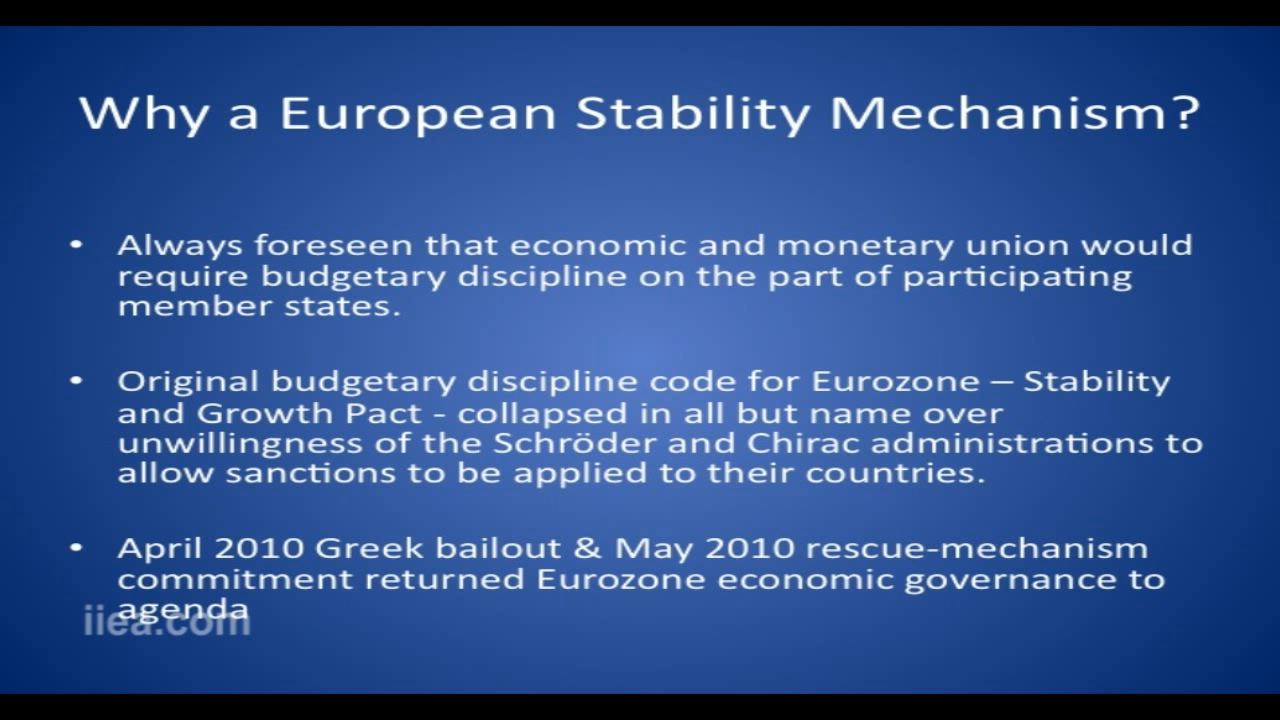 Why a European Stability Mechanism?
• Always foreseen that economic and monetary union would
require budgetary discipline on the part of participating
member states.
• Original budgetary discipline code for Eurozone – Stability
and Growth Pact - collapsed in all but name over
unwillingness of the Schröder and Chirac administrations to
allow sanctions to be applied to their countries.
• April 2010 Greek bailout & May 2010 rescue-mechanism
commitment returned Eurozone economic governance to
agenda
iiea.com